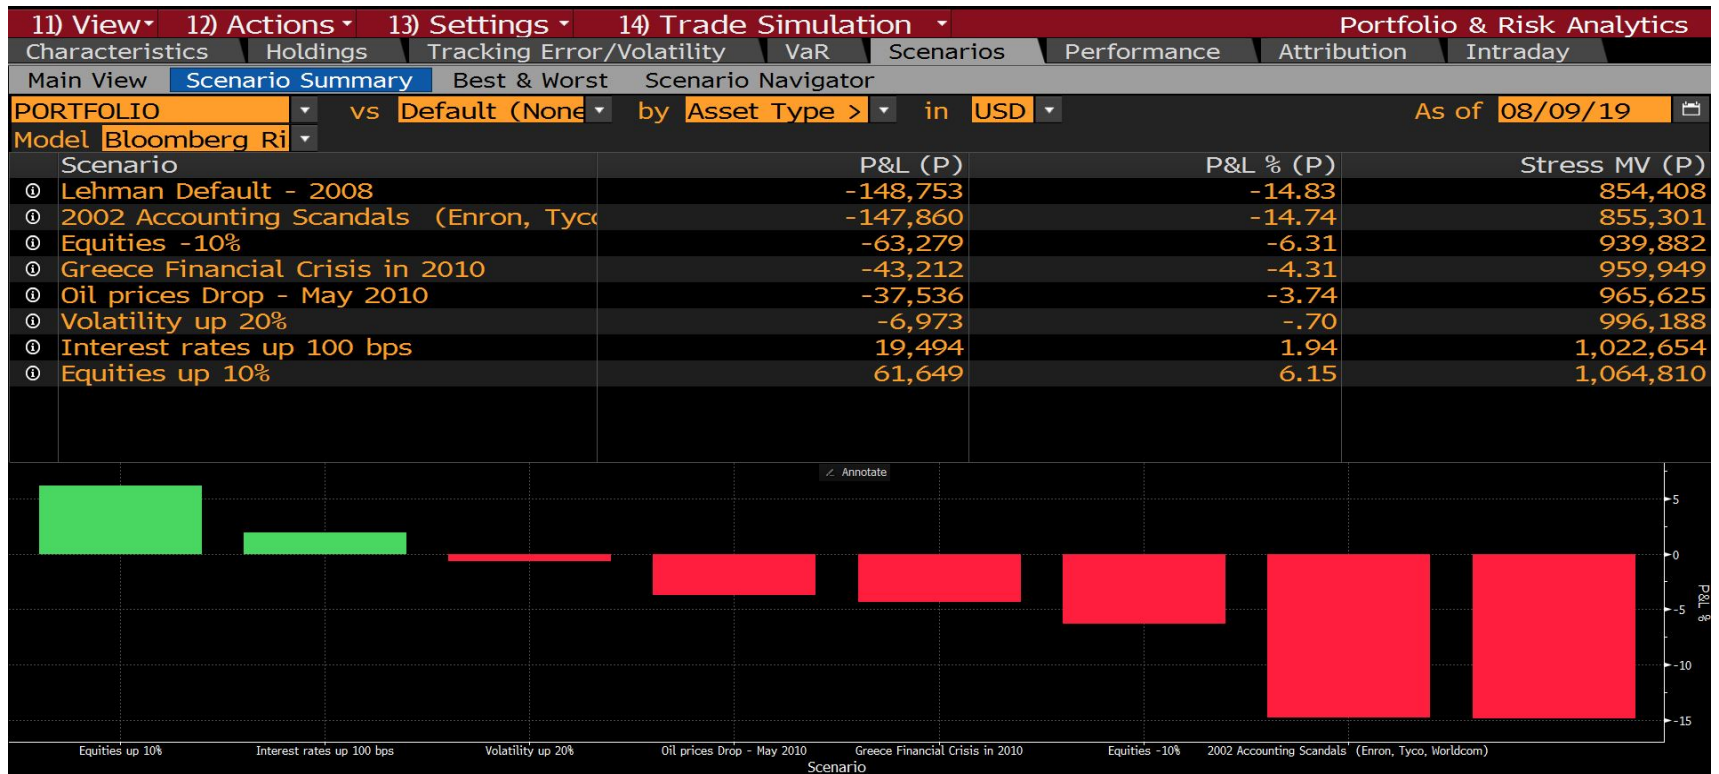 11) View 12) Actions 13) Settings 14) Trade Simulation Portfolio & Risk Analytics
Characteristics Holdings Tracking Error/Volatility VaR Scenarios Performance Attribution Intraday
Main View Scenario Summary Best & Worst Scenario Navigator
PORTFOLIO vs Default (None by Asset Type > in USD As of 08/09/19
Model Bloomberg Ri
Scenario P&L (P) P&L % (P) Stress MV (P)
Lehman Default - 2008 -148,753 -14.83 854,408
2002 Accounting Scandals (Enron, Tyco -147,860 -14.74 855,301
Equities -10% -63,279 -6.31 939,882
Greece Financial Crisis in 2010 -43,212 -4.31 959,949
Oil prices Drop - May 2010 -37,536 -3.74 965,625
Volatility up 20% -6,973 -.70 996,188
Interest rates up 100 bps 19,494 1.94 1,022,654
Equities up 10% 61,649 6.15 1,064,810
Annotate
5
0
-5
-10
-15
P&L %
Equities up 10% Interest rates up 100 bps Volatility up 20% Oil prices Drop - May 2010 Greece Financial Crisis in 2010 Equities -10% 2002 Accounting Scandals (Enron, Tyco, Worldcom)
Scenario